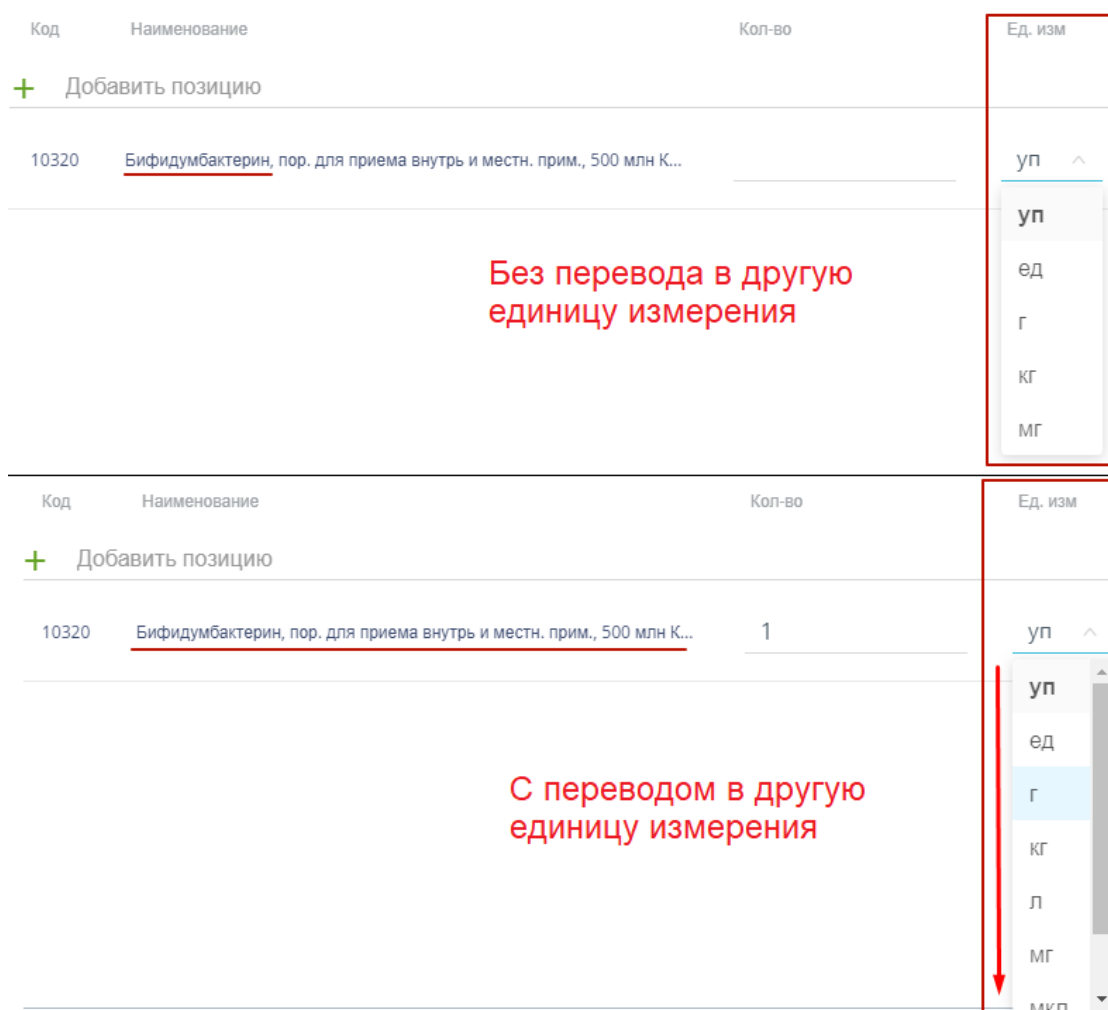 Код Наименование Кол-во Ед. изм
+ Добавить позицию
10320 Бифидумбактерин, пор. для приема внутрь и местн. прим., 500 млн К... уп
уп
ед
г
кг
мг
Без перевода в другую
единицу измерения
Код Наименование Кол-во Ед. изм
+ Добавить позицию
10320 Бифидумбактерин, пор. для приема внутрь и местн. прим., 500 млн К... 1 уп
уп
ед
г
кг
л
мг
мкл
С переводом в другую
единицу измерения